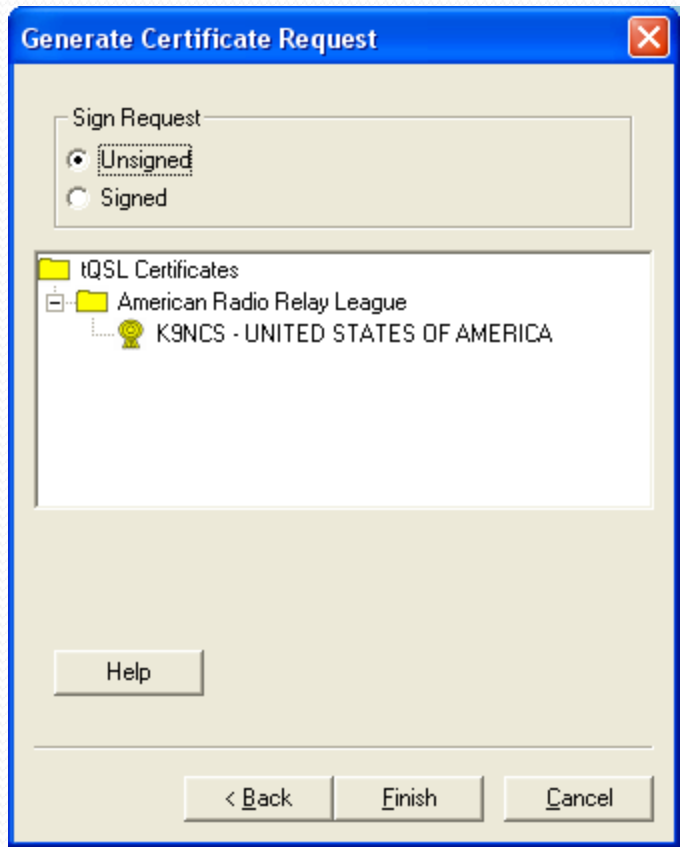 Generate Certificate Request
Sign Request
Unsigned
Signed
tQSL Certificates
American Radio Relay League
K9NCS - UNITED STATES OF AMERICA
Help
< Back
Finish
Cancel